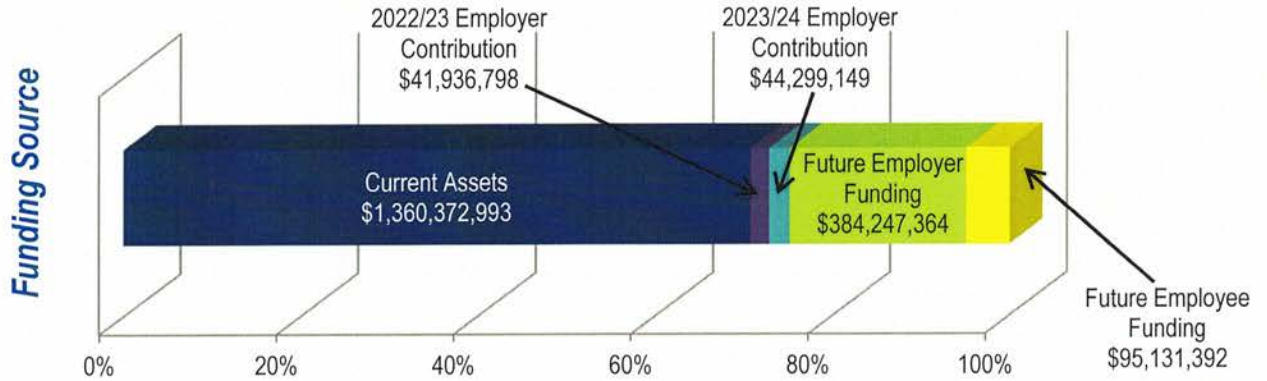 2022/23 Employer
Contribution
$41,936,798
2023/24 Employer
Contribution
$44,299,149
Funding Source
Current Assets
$1,360,372,993
Future Employer
Funding
$384,247,364
Future Employee
Funding
$95,131,392
0%
20%
40%
60%
80%
100%